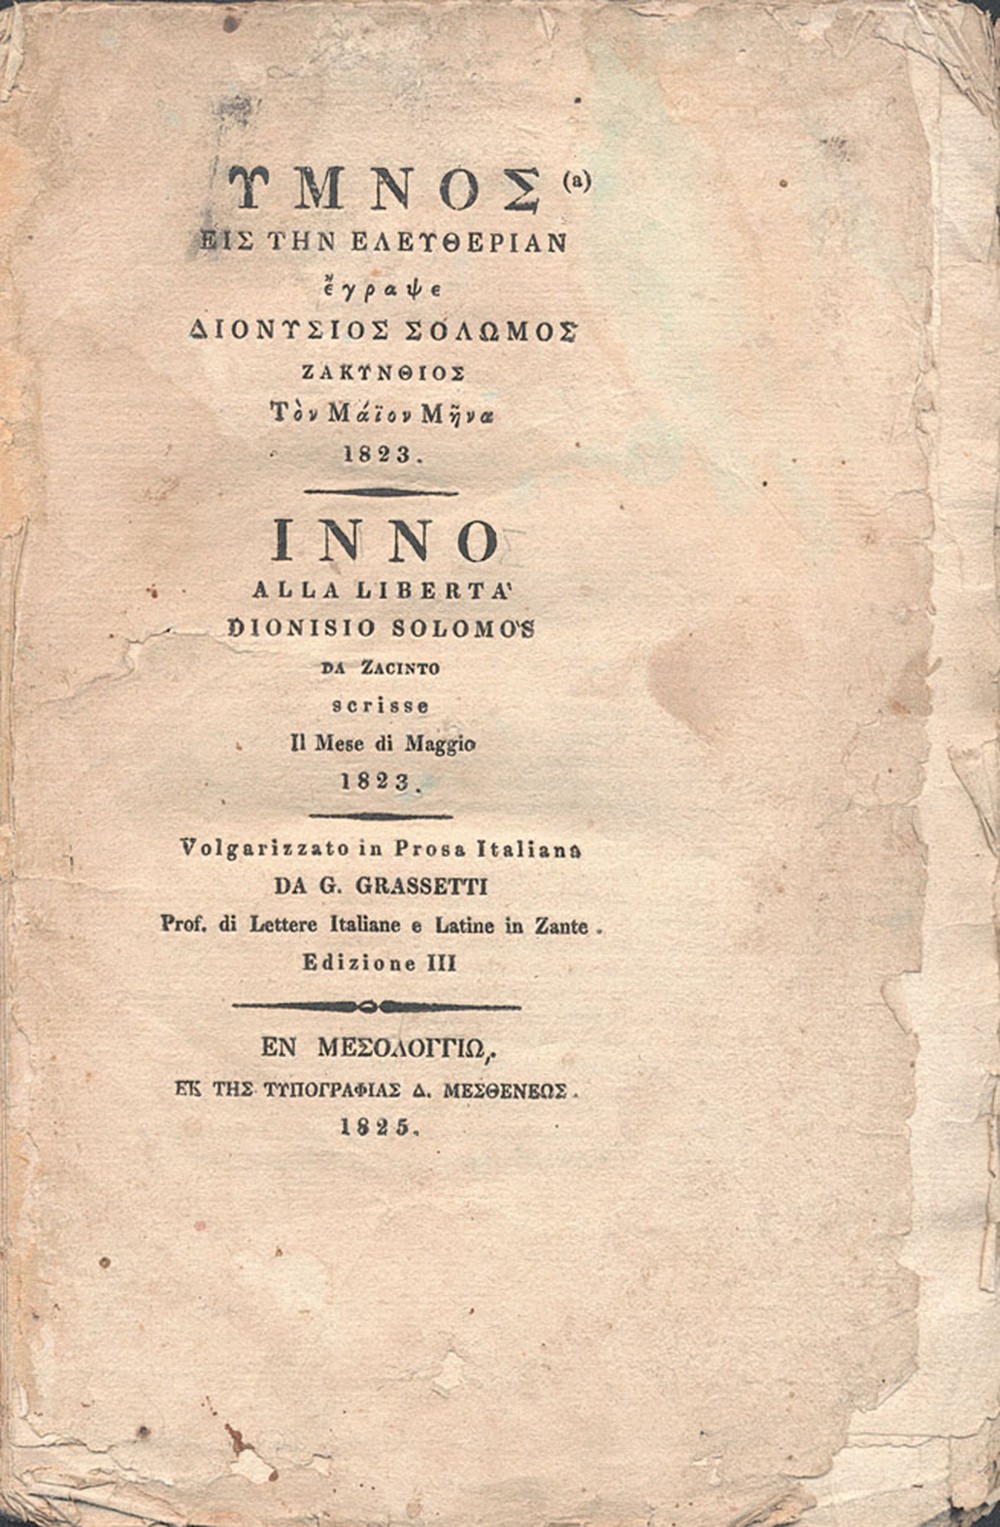 ΥΜΝΟΣ (a)
ΕΙΣ ΤΗΝ ΕΛΕΥΘΕΡΙΑΝ
ἔγραψε
ΔΙΟΝΥΣΙΟΣ ΣΟΛΩΜΟΣ
ΖΑΚΥΝΘΙΟΣ
Τὸν Μάϊον Μῆνα
1823.
INNO
ALLA LIBERTA'
DIONISIO SOLOMO'S
DA ZACINTO
scrisse
Il Mese di Maggio
1823.
Volgarizzato in Prosa Italiana
DA G. GRASSETTI
Prof. di Lettere Italiane e Latine in Zante.
Edizione III
ΕΝ ΜΕΣΟΛΟΓΓΙΩ,.
ΕΚ ΤΗΣ ΤΥΠΟΓΡΑΦΙΑΣ Δ. ΜΕΣΘΕΝΕΩΣ.
1825.